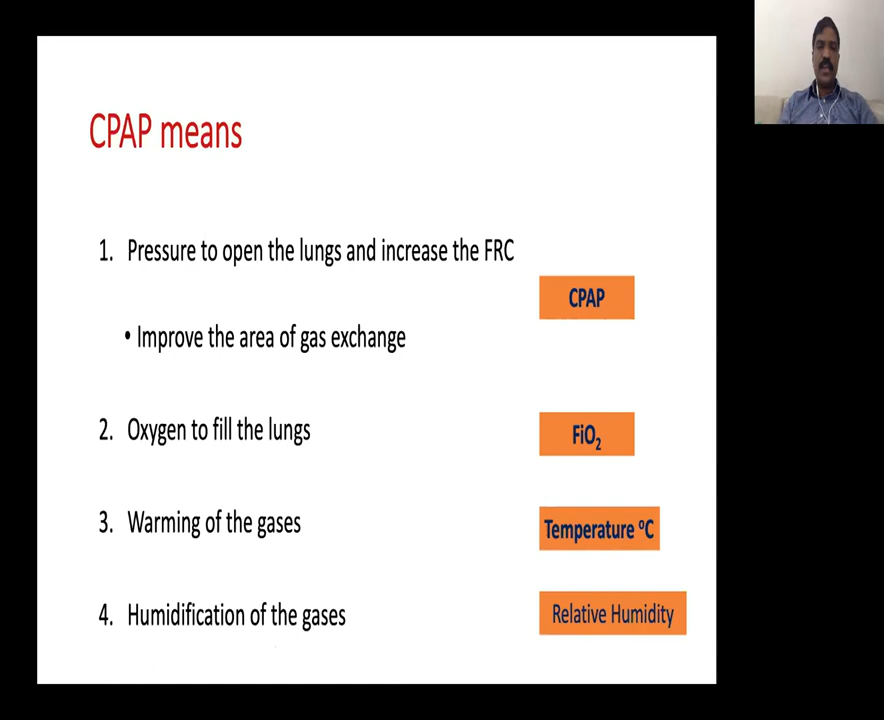 CPAP means
1. Pressure to open the lungs and increase the FRC
CPAP
• Improve the area of gas exchange
2. Oxygen to fill the lungs
FiO₂
3. Warming of the gases
Temperature ⁰C
4. Humidification of the gases
Relative Humidity